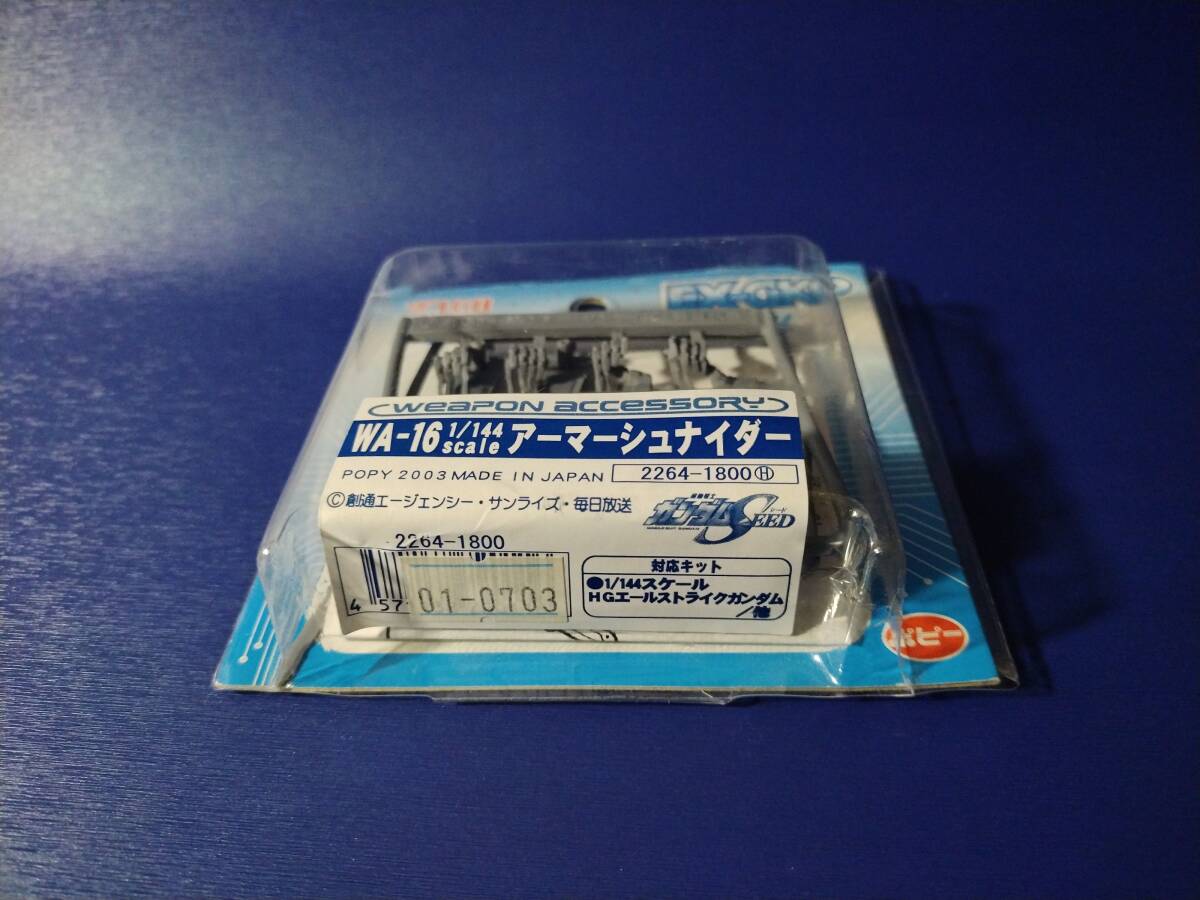 EX-GK
weapon accessory
WA-16 1/144 scale アーマーシュナイダー
POPY 2003 MADE IN JAPAN 2264-1800Ⓗ
©創通エージェンシー・サンライズ・毎日放送
ガンダムSEED
2264-1800
4 57
01-0703
対応キット
●1/144スケール
HGエールストライクガンダム
/他
ポピー